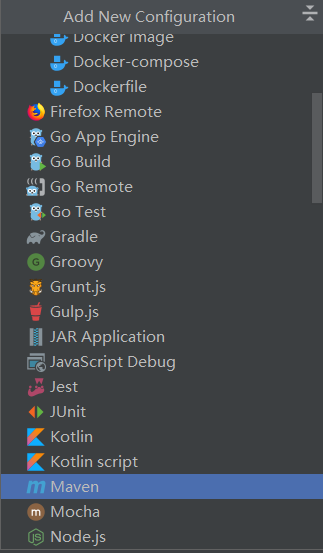 Add New Configuration
Docker Image
Docker-compose
Dockerfile
Firefox Remote
Go App Engine
Go Build
Go Remote
Go Test
Gradle
Groovy
Grunt.js
Gulp.js
JAR Application
JavaScript Debug
Jest
JUnit
Kotlin
Kotlin script
Maven
Mocha
Node.js